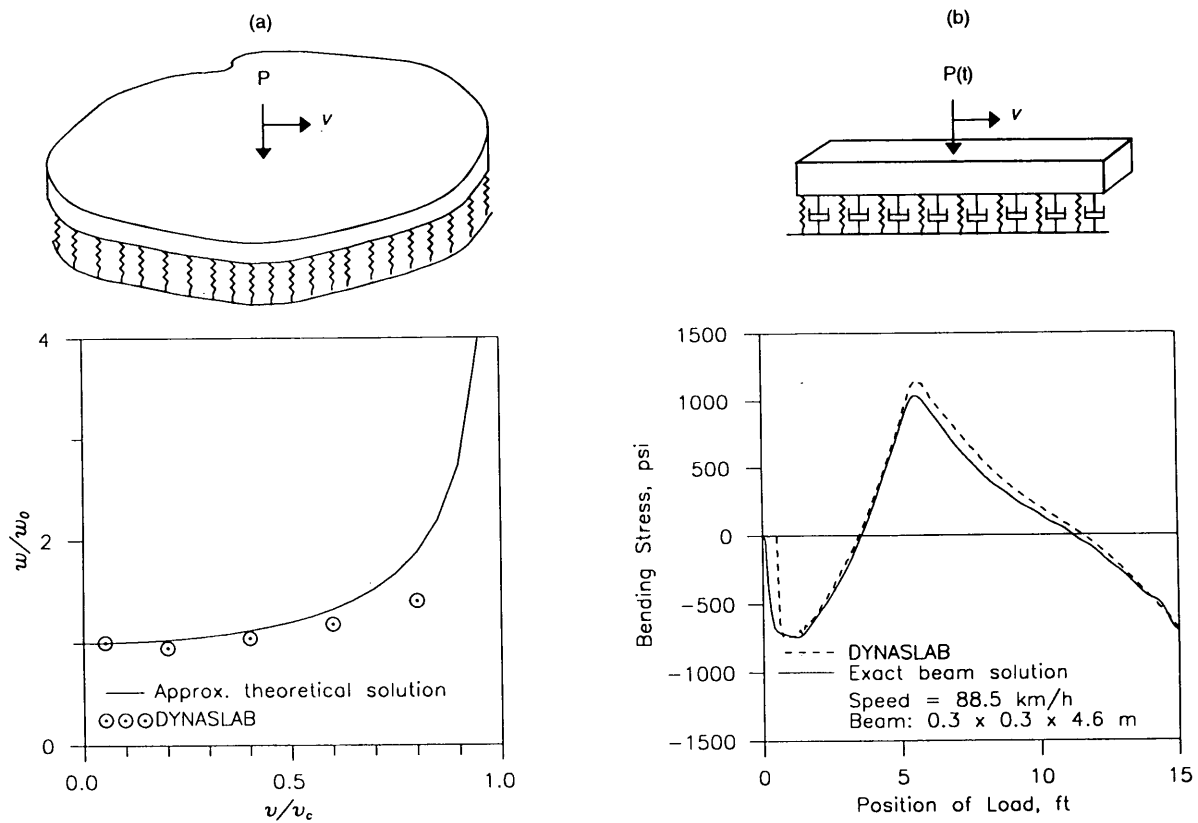 (a)
P
v
4
2
0
w/w₀
0.0
0.5
1.0
v/v_c
Approx. theoretical solution
DYNASLAB
(b)
P(t)
v
1500
1000
500
0
-500
-1000
-1500
Bending Stress, psi
DYNASLAB
Exact beam solution
Speed = 88.5 km/h
Beam: 0.3 x 0.3 x 4.6 m
0
5
10
15
Position of Load, ft